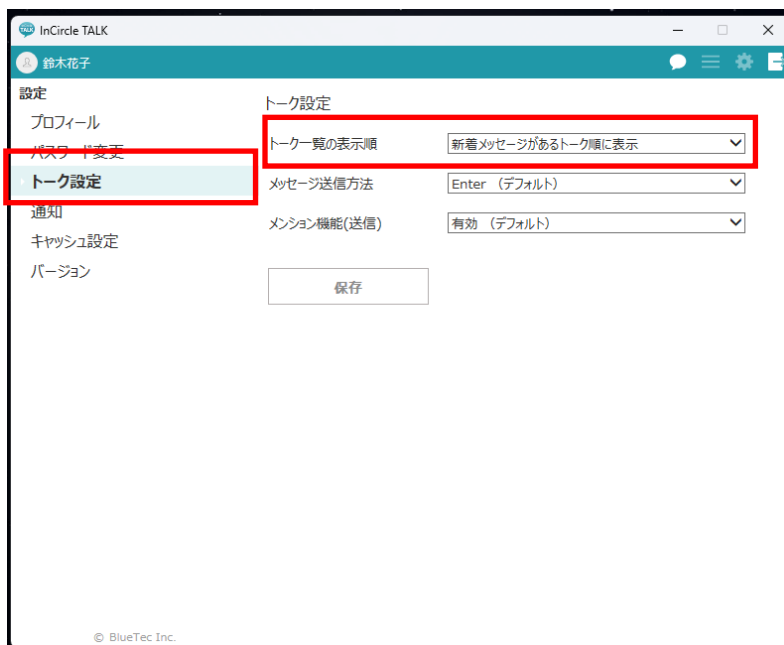 InCircle TALK
鈴木花子
設定
プロフィール
パスワード変更
トーク設定
通知
キャッシュ設定
バージョン
トーク設定
トーク一覧の表示順
新着メッセージがあるトーク順に表示
メッセージ送信方法
Enter （デフォルト）
メンション機能(送信)
有効 （デフォルト）
保存
© BlueTec Inc.